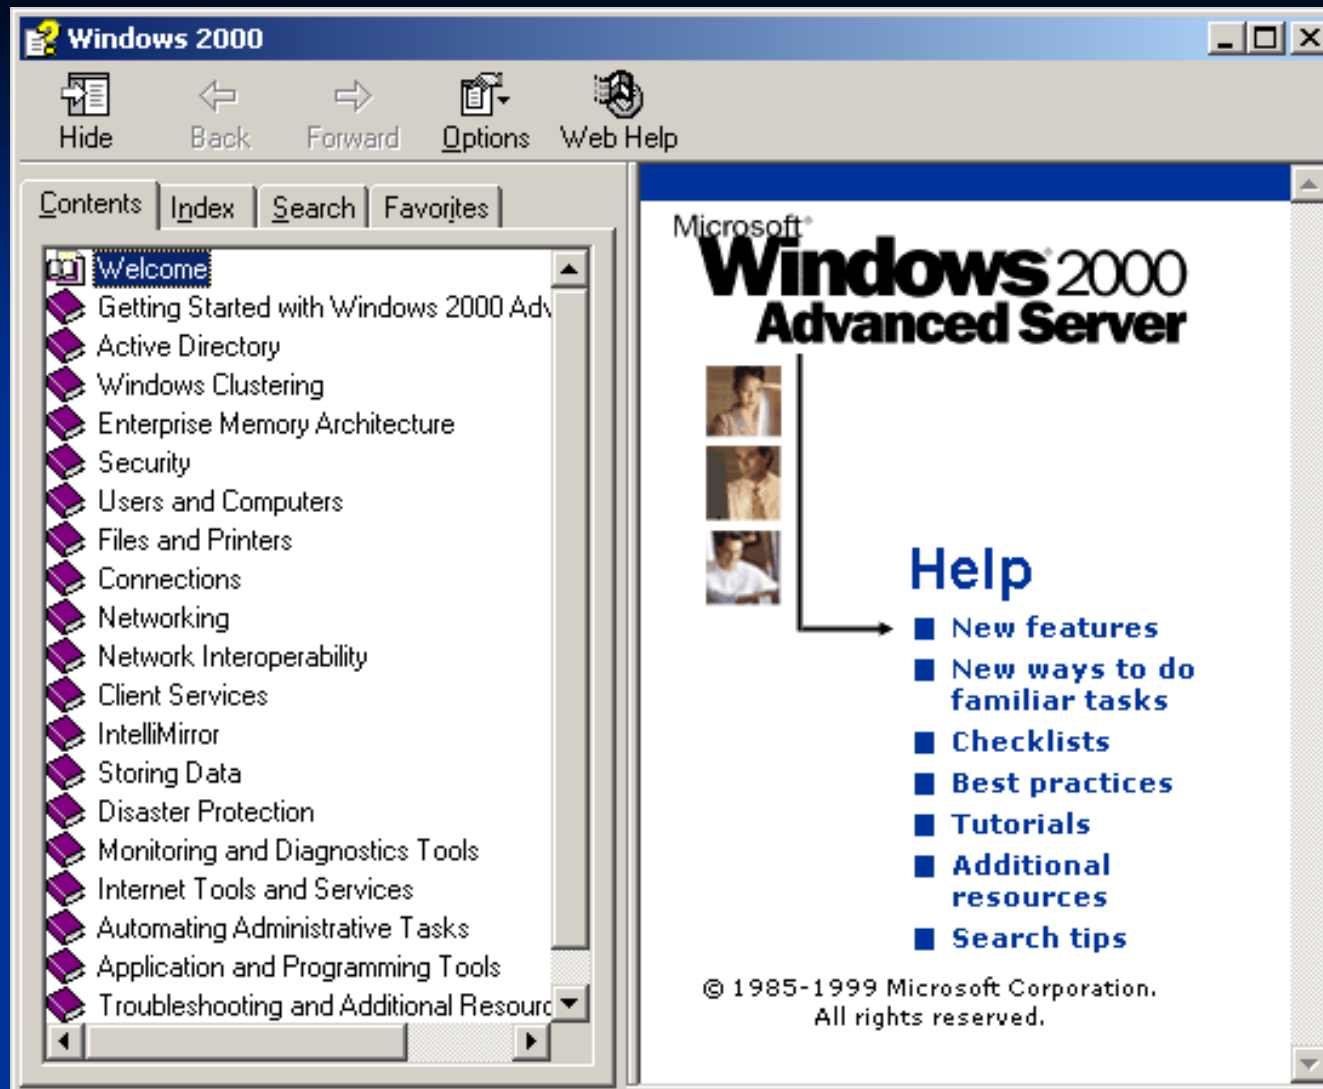 Windows 2000
Hide Back Forward Options Web Help
Contents Index Search Favorites
Welcome
Getting Started with Windows 2000 Adv
Active Directory
Windows Clustering
Enterprise Memory Architecture
Security
Users and Computers
Files and Printers
Connections
Networking
Network Interoperability
Client Services
IntelliMirror
Storing Data
Disaster Protection
Monitoring and Diagnostics Tools
Internet Tools and Services
Automating Administrative Tasks
Application and Programming Tools
Troubleshooting and Additional Resourc
Microsoft®
Windows® 2000
Advanced Server
Help
New features
New ways to do
familiar tasks
Checklists
Best practices
Tutorials
Additional
resources
Search tips
© 1985-1999 Microsoft Corporation.
All rights reserved.